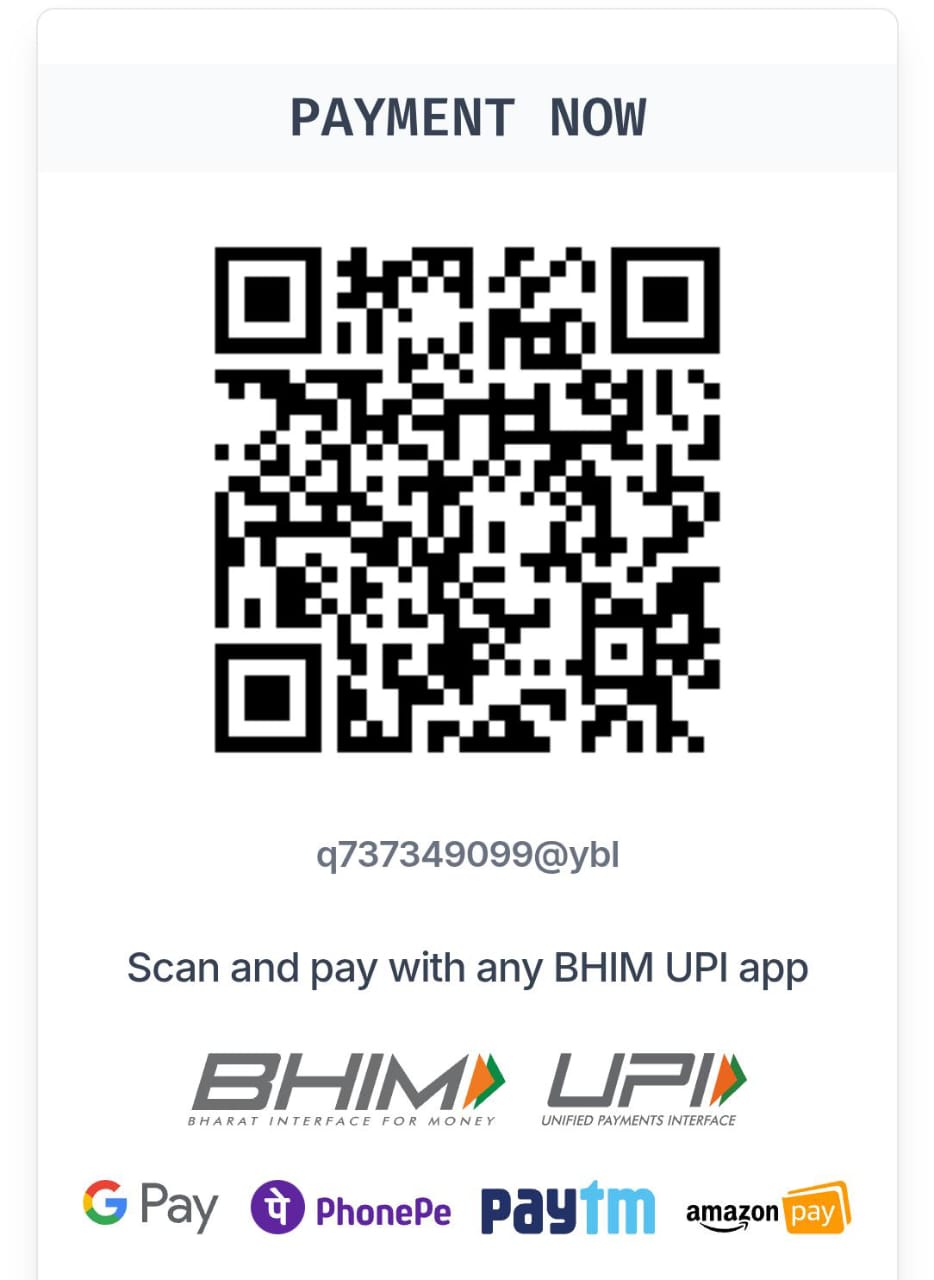 PAYMENT NOW
q737349099@ybl
Scan and pay with any BHIM UPI app
BHIM UPI
BHARAT INTERFACE FOR MONEY UNIFIED PAYMENTS INTERFACE
G Pay पे PhonePe paytm amazon pay